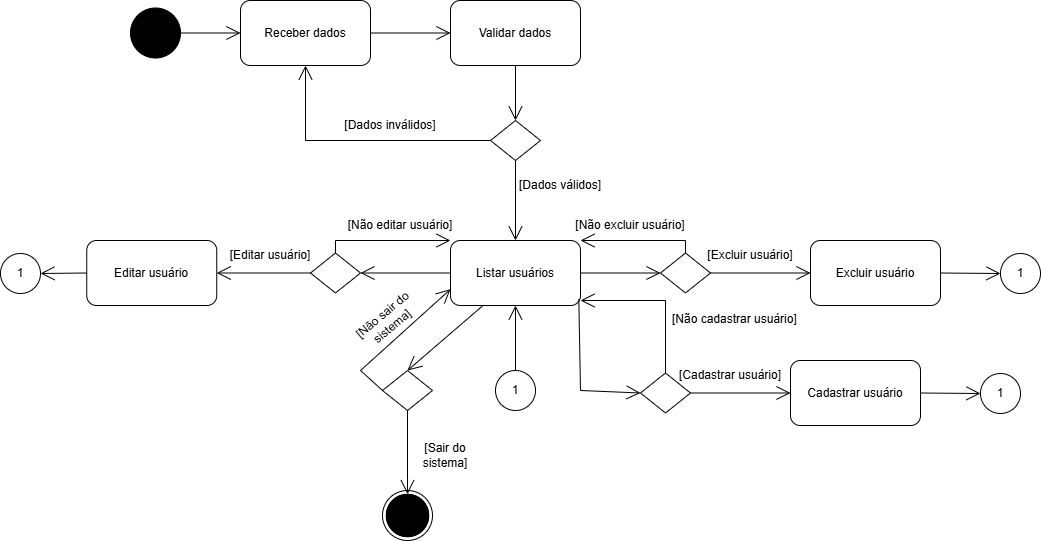 Receber dados
Validar dados
[Dados inválidos]
[Dados válidos]
[Não editar usuário]
[Não excluir usuário]
[Editar usuário]
[Excluir usuário]
1
Editar usuário
Listar usuários
Excluir usuário
1
[Não sair do
sistema]
[Não cadastrar usuário]
[Cadastrar usuário]
1
Cadastrar usuário
1
[Sair do
sistema]